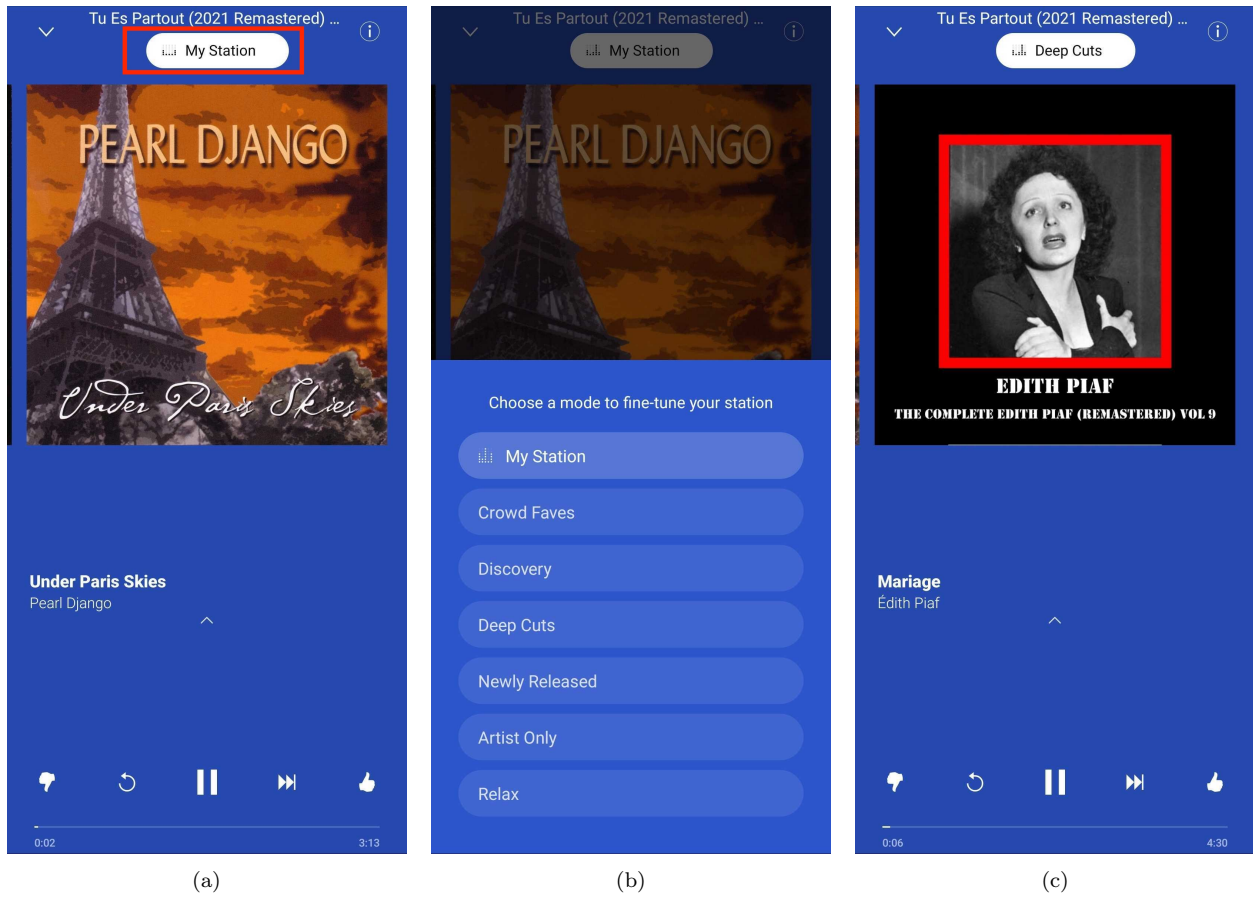 Tu Es Partout (2021 Remastered) ...
My Station
PEARL DJANGO
Under Paris Skies
Under Paris Skies
Pearl Django
0:02
3:13
(a)
Tu Es Partout (2021 Remastered) ...
My Station
PEARL DJANGO
Choose a mode to fine-tune your station
My Station
Crowd Faves
Discovery
Deep Cuts
Newly Released
Artist Only
Relax
(b)
Tu Es Partout (2021 Remastered) ...
Deep Cuts
EDITH PIAF
THE COMPLETE EDITH PIAF (REMASTERED) VOL 9
Mariage
Édith Piaf
0:06
4:30
(c)